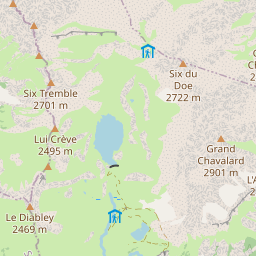 Six du
Doe
2722 m
Six Tremble
2701 m
Lui Crève
2495 m
Grand
Chavalard
2901 m
Le Diabley
2469 m